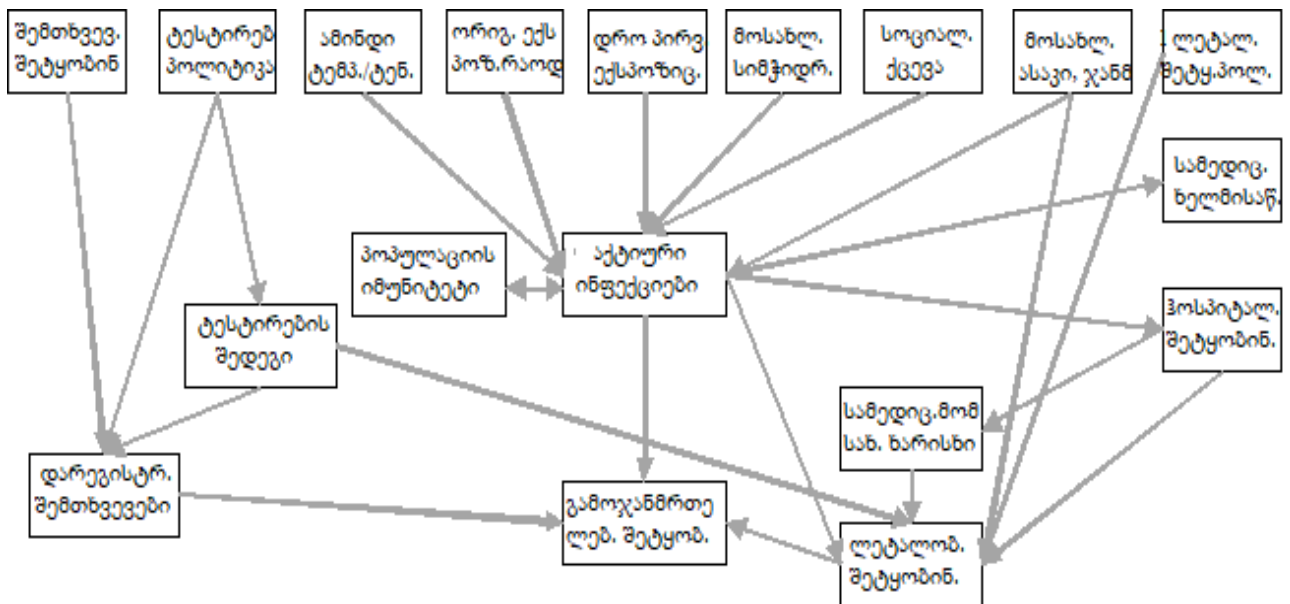 შემთხვევ.
შეტყობინ
ტესტირებ
პოლიტიკა
ამინდი
ტემპ./ტენ.
ორიგ. ექს
პოზ.რაოდ
დრო პირვ
ექსპოზიც.
მოსახლ.
სიმჭიდრ.
სოციალ.
ქცევა
მოსახლ.
ასაკი, ჯანმ
ლეტალ.
შეტყ.პოლ.
სამედიც.
ხელმისაწ.
პოპულაციის
იმუნიტეტი
აქტიური
ინფექციები
ტესტირების
შედეგი
ჰოსპიტალ.
შეტყობინ.
სამედიც.მომ
სახ. ხარისხი
დარეგისტრ.
შემთხვევები
გამოჯანმრთე
ლებ. შეტყობ.
ლეტალობ.
შეტყობინ.